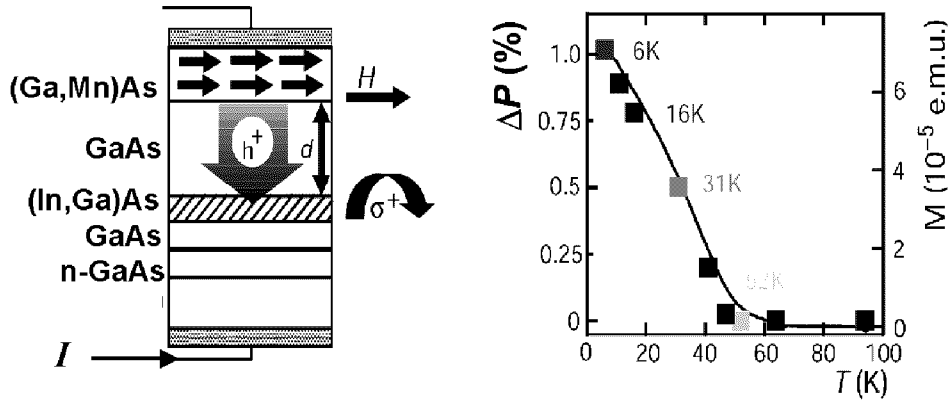 (Ga,Mn)As
H
GaAs
h+
d
(In,Ga)As
σ+
GaAs
n-GaAs
I
ΔP (%)
1.0
0.75
0.5
0.25
0
6K
16K
31K
52K
6
4
2
0
M (10⁻⁵ e.m.u.)
0 20 40 60 80 100
T (K)